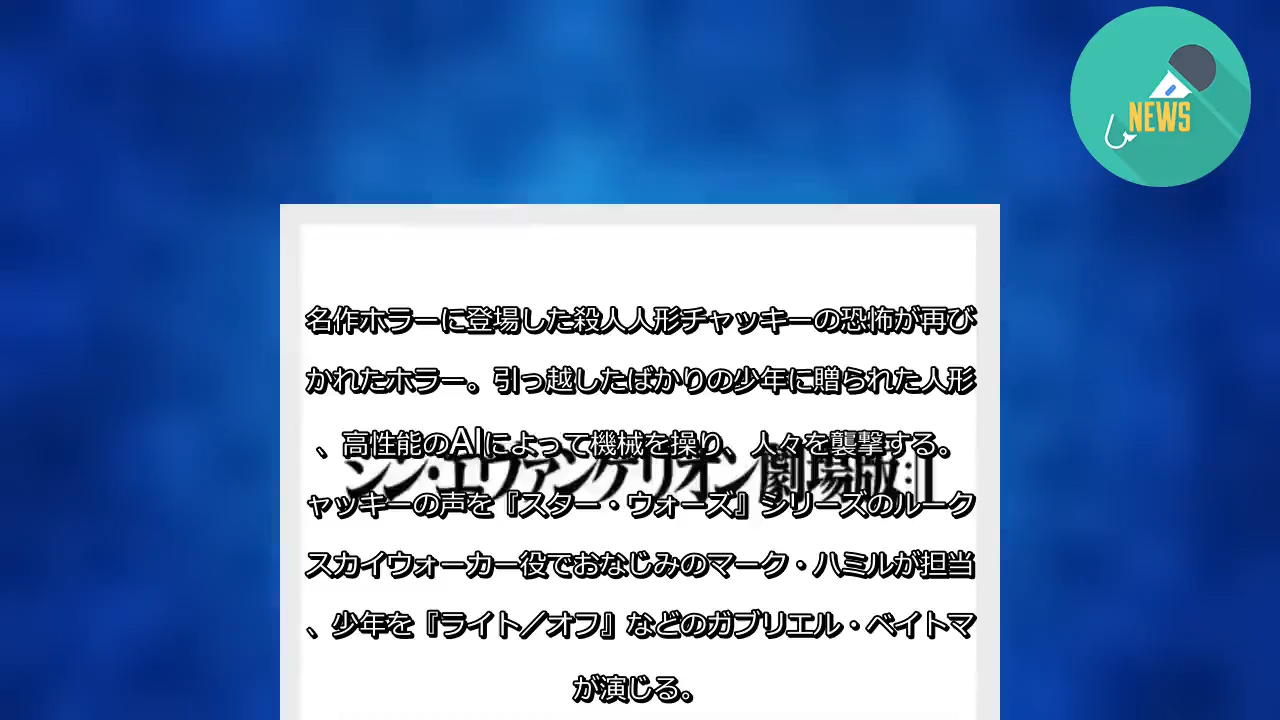 NEWS
名作ホラーに登場した殺人人形チャッキーの恐怖が再び
かれたホラー。引っ越したばかりの少年に贈られた人形
、高性能のAIによって機械を操り、人々を襲撃する。
シン・エヴァンゲリオン劇場版:||
ャッキーの声を『スター・ウォーズ』シリーズのルーク
スカイウォーカー役でおなじみのマーク・ハミルが担当
、少年を『ライト／オフ』などのガブリエル・ベイトマ
が演じる。